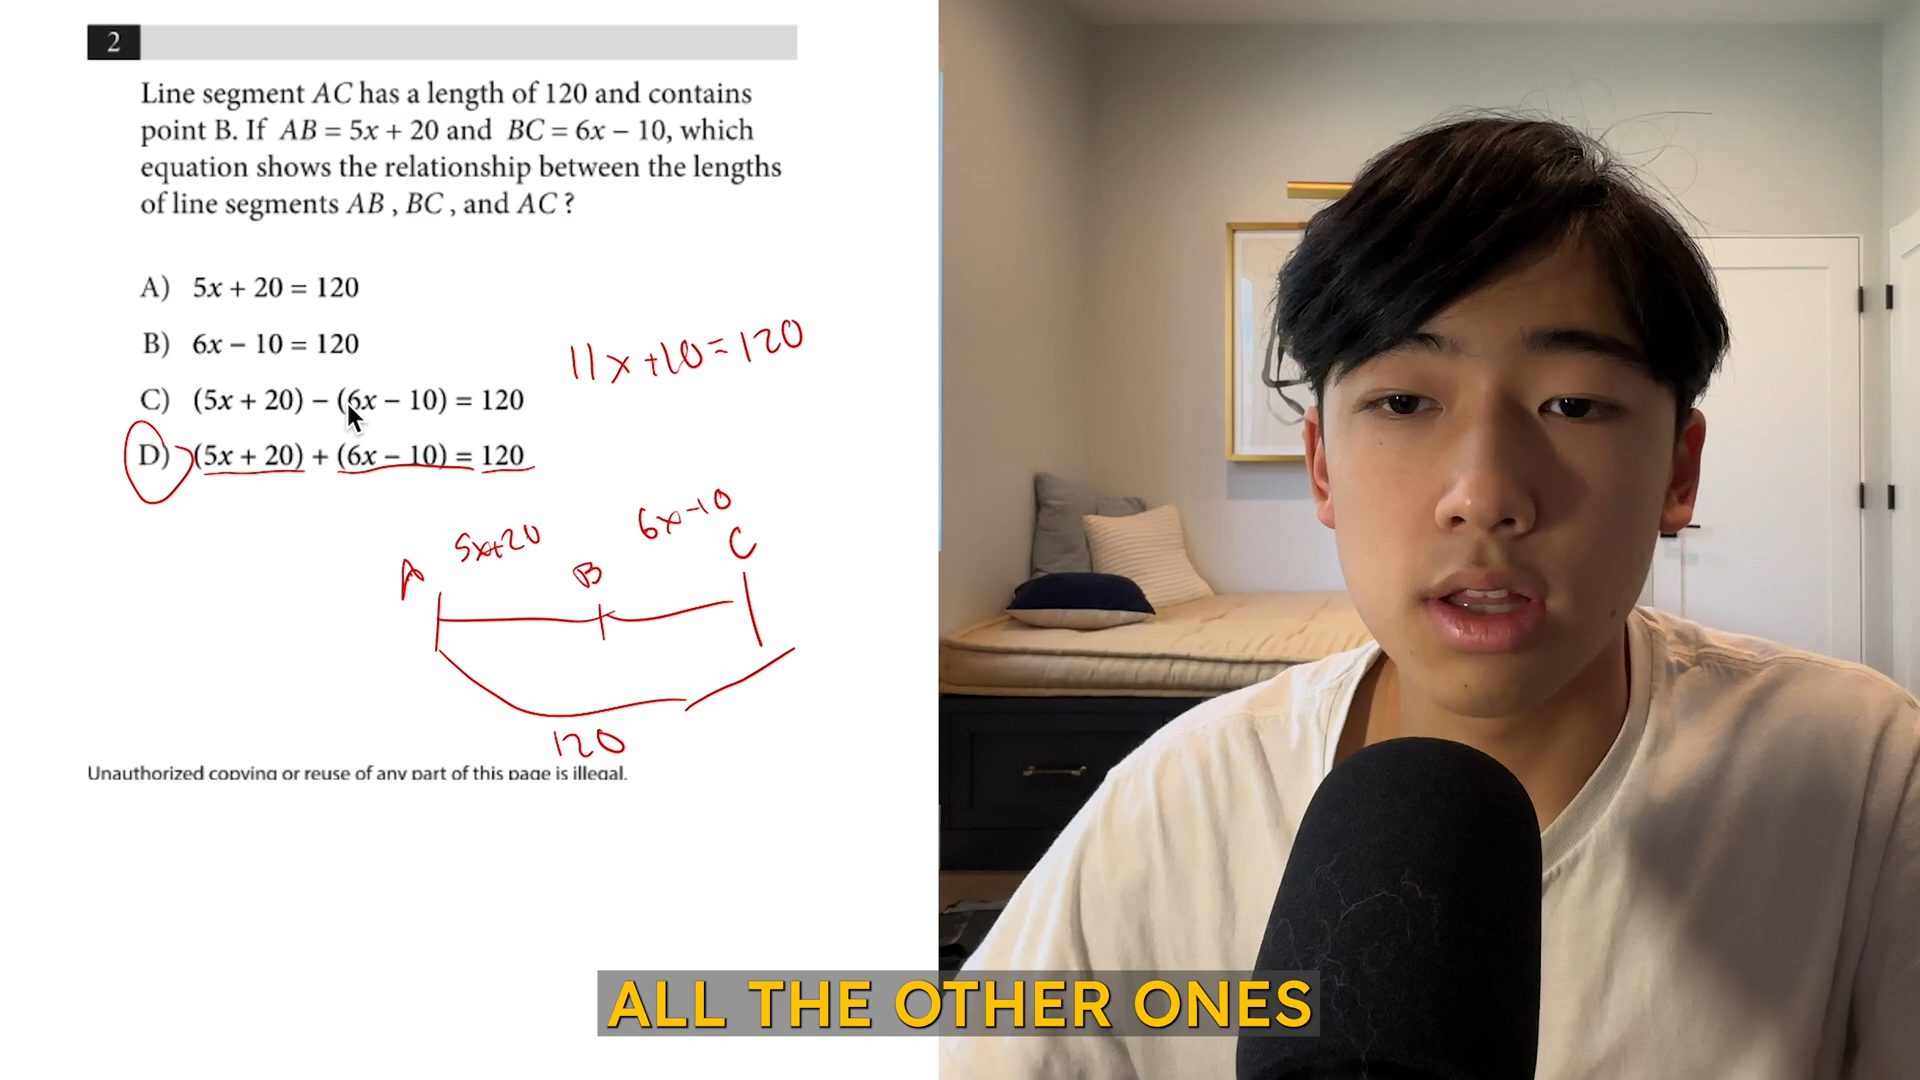 2
Line segment AC has a length of 120 and contains
point B. If AB = 5x + 20 and BC = 6x − 10, which
equation shows the relationship between the lengths
of line segments AB , BC , and AC ?
A) 5x + 20 = 120
B) 6x − 10 = 120
C) (5x + 20) − (6x − 10) = 120
D) (5x + 20) + (6x − 10) = 120
11x+10=120
5x+20
6x-10
A
B
C
120
Unauthorized copying or reuse of any part of this page is illegal.
ALL THE OTHER ONES